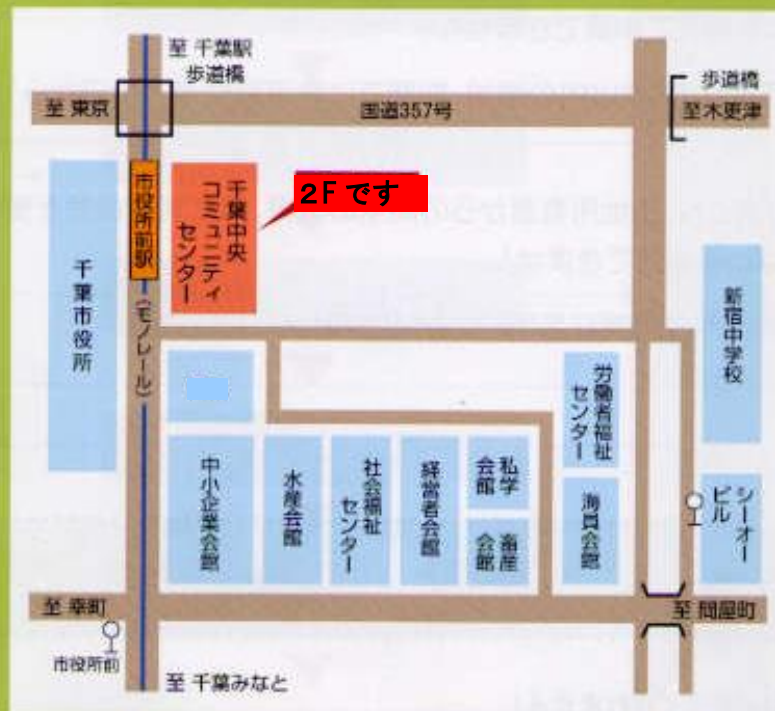 至 千葉駅
歩道橋
歩道橋
至 東京
国道357号
至木更津
市役所前駅
千葉中央
コミュニティ
センター
2Fです
千葉市役所
(モノレール)
新宿中学校
労働者福祉
センター
中小企業会館
水産会館
社会福祉
センター
経営者会館
私学
会館
畜産
会館
海員会館
シーオー
ビル
至 幸町
至 問屋町
市役所前
至 千葉みなと